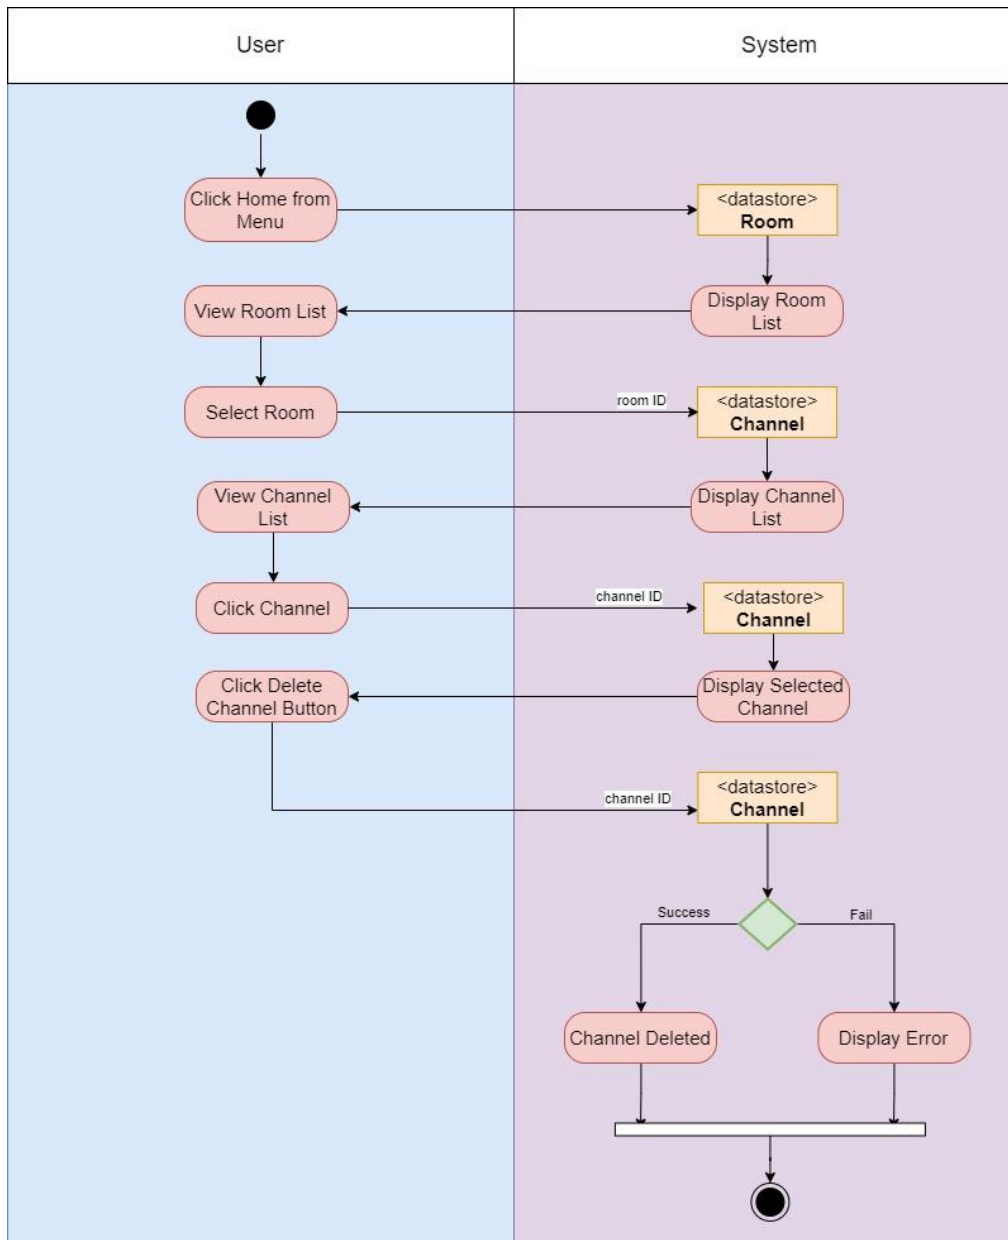 User
System
Click Home from
Menu
<datastore>
Room
View Room List
Display Room
List
Select Room
room ID
<datastore>
Channel
View Channel
List
Display Channel
List
Click Channel
channel ID
<datastore>
Channel
Click Delete
Channel Button
Display Selected
Channel
channel ID
<datastore>
Channel
Success
Fail
Channel Deleted
Display Error